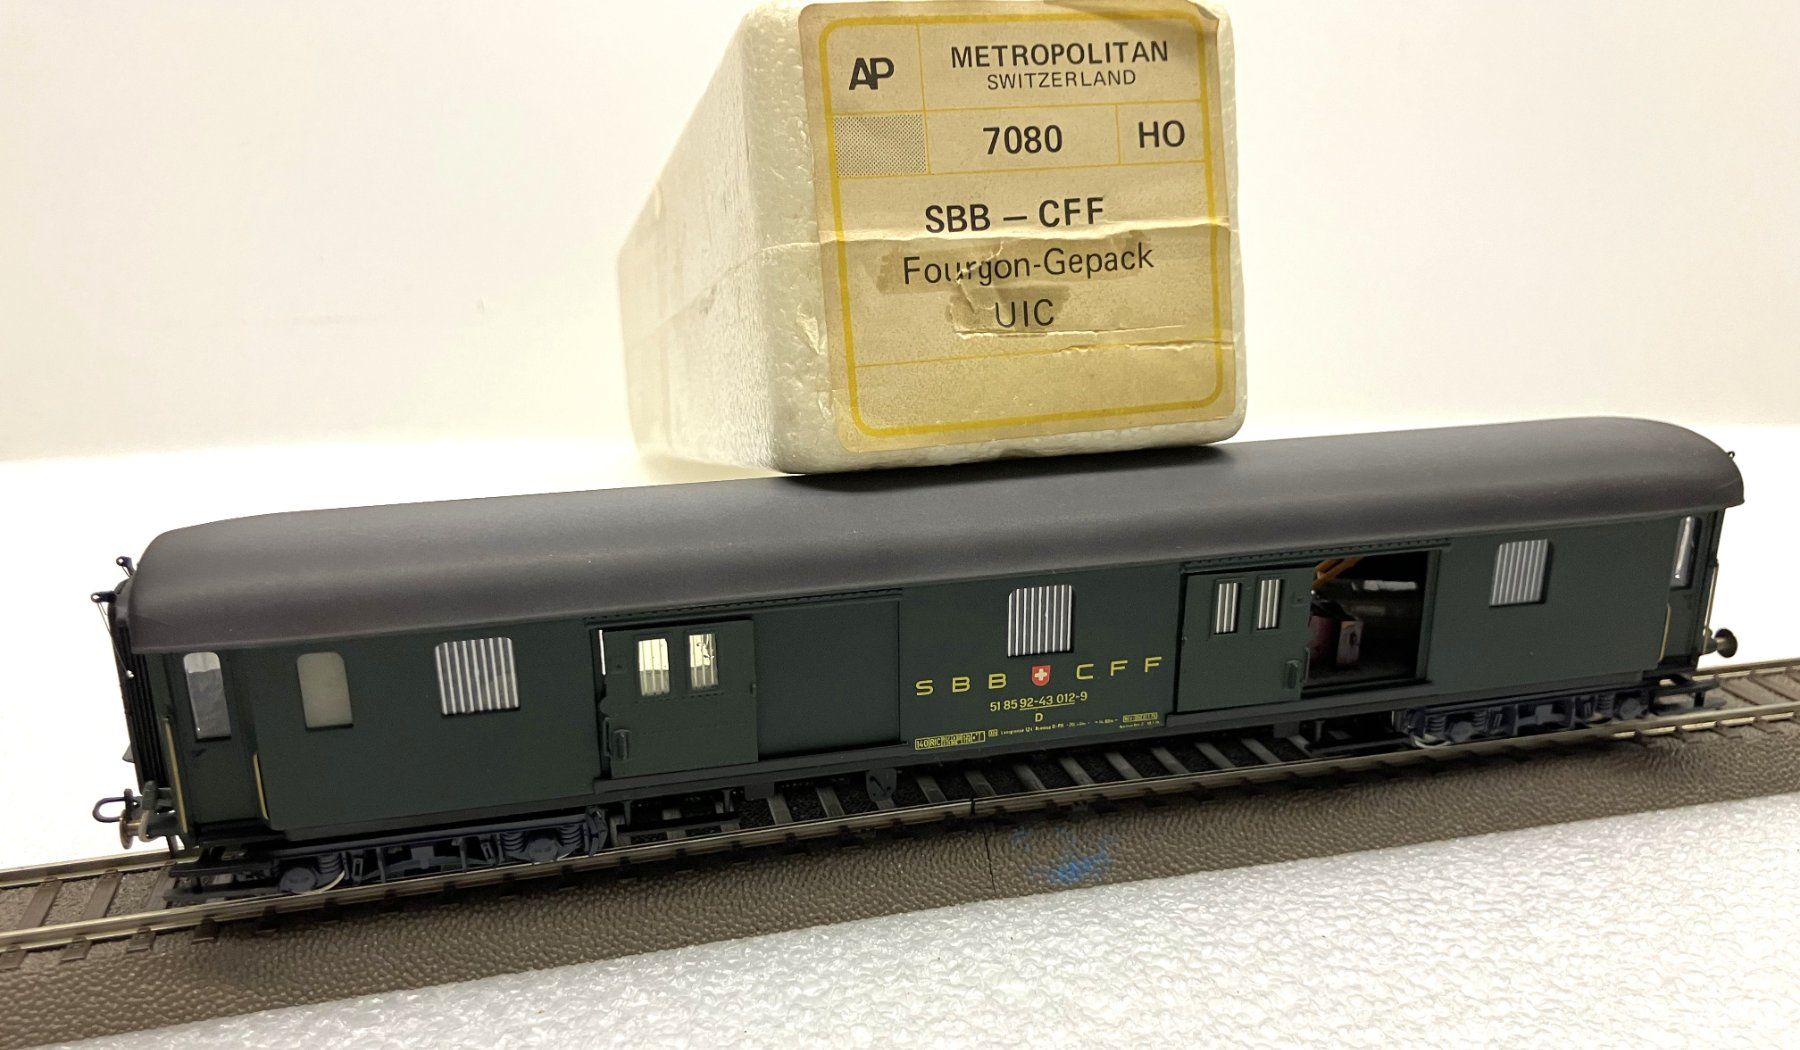 AP
METROPOLITAN
SWITZERLAND
7080
HO
SBB – CFF
Fourgon-Gepack
UIC
SBB CFF
51 85 92-43 012-9
D